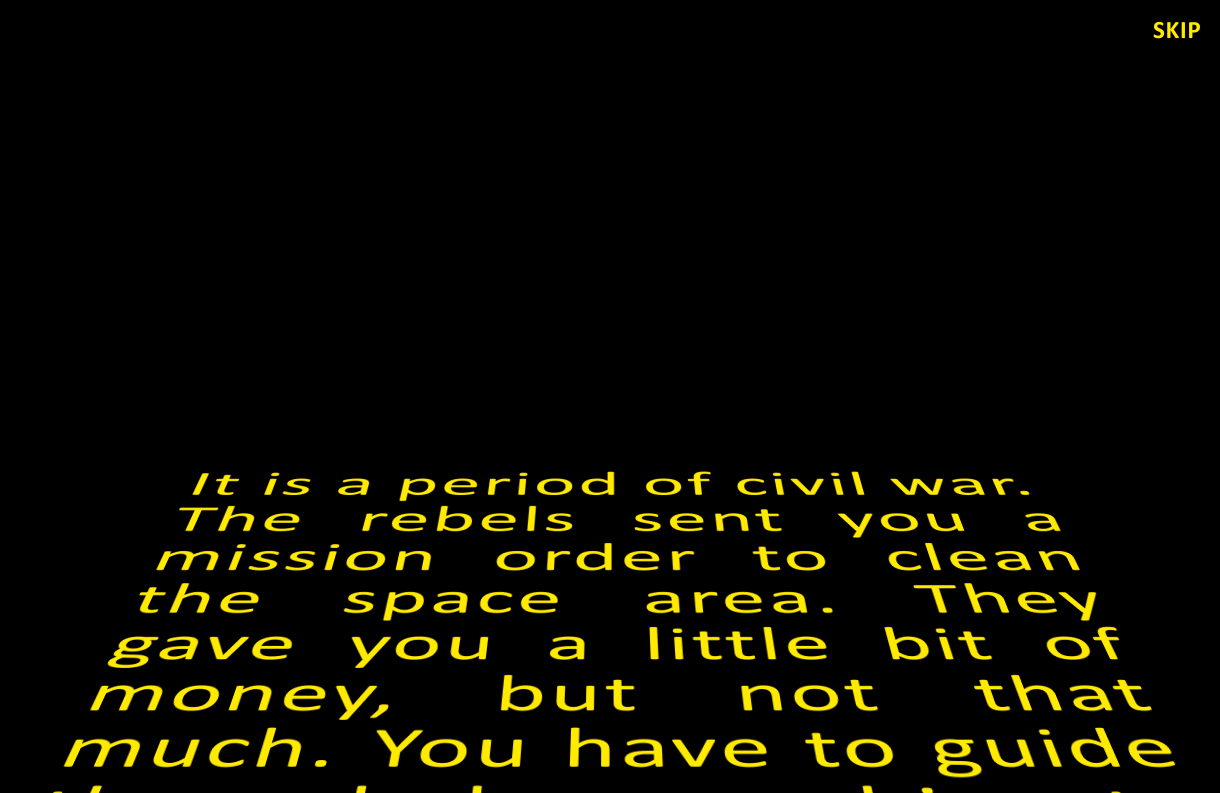 SKIP
It is a period of civil war.
The rebels sent you a
mission order to clean
the space area. They
gave you a little bit of
money, but not that
much. You have to guide